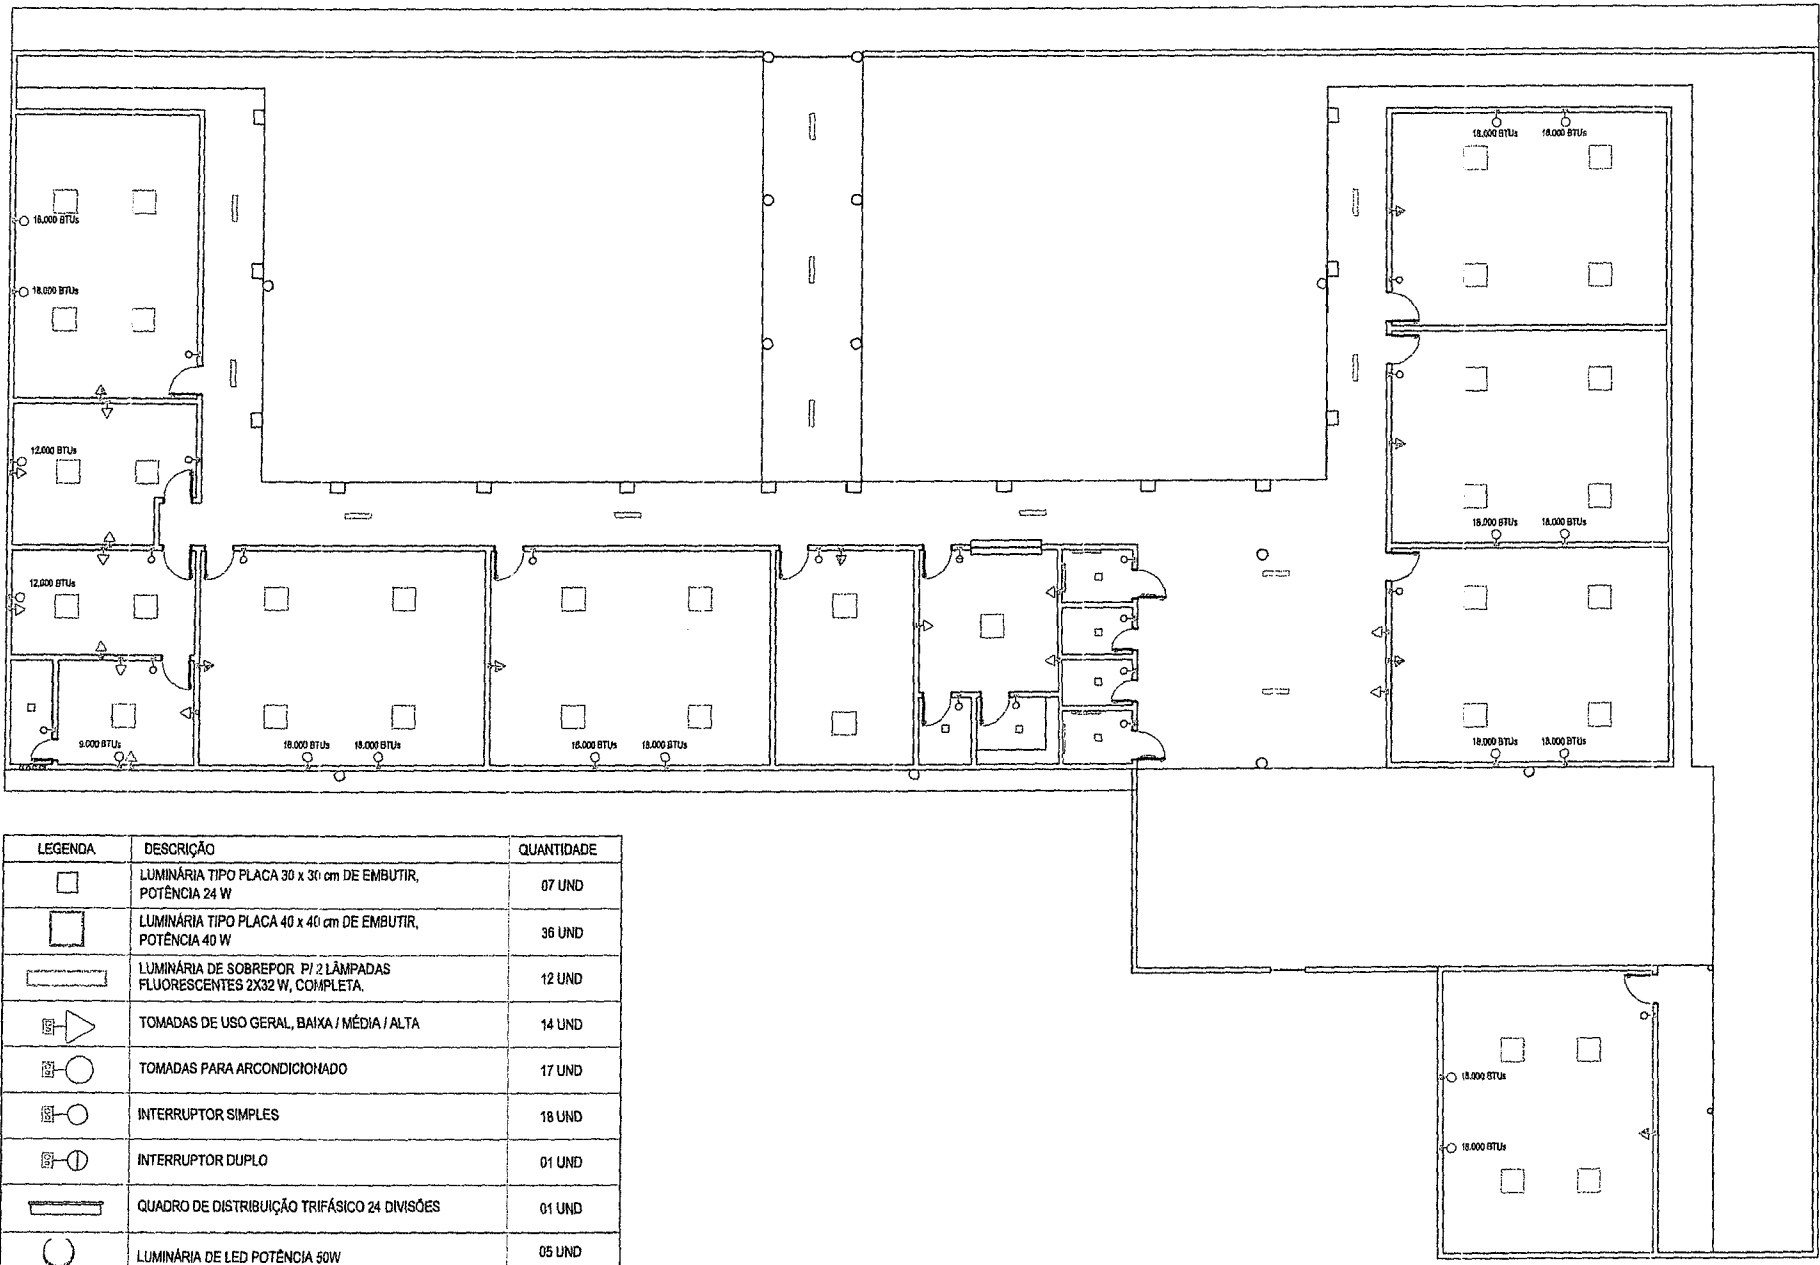 18.000 BTUs 18.000 BTUs
18.000 BTUs
18.000 BTUs
12.000 BTUs
18.000 BTUs 18.000 BTUs
12.000 BTUs
9.000 BTUs
18.000 BTUs 18.000 BTUs
18.000 BTUs 18.000 BTUs
18.000 BTUs 18.000 BTUs
LEGENDA DESCRIÇÃO QUANTIDADE
LUMINÁRIA TIPO PLACA 30 x 30 cm DE EMBUTIR,
POTÊNCIA 24 W
07 UND
LUMINÁRIA TIPO PLACA 40 x 40 cm DE EMBUTIR,
POTÊNCIA 40 W
36 UND
LUMINÁRIA DE SOBREPOR P/ 2 LÂMPADAS
FLUORESCENTES 2X32 W, COMPLETA.
12 UND
TOMADAS DE USO GERAL, BAIXA / MÉDIA / ALTA 14 UND
TOMADAS PARA ARCONDICIONADO 17 UND
INTERRUPTOR SIMPLES 18 UND
INTERRUPTOR DUPLO 01 UND
QUADRO DE DISTRIBUIÇÃO TRIFÁSICO 24 DIVISÕES 01 UND
LUMINÁRIA DE LED POTÊNCIA 50W 05 UND
18.000 BTUs
18.000 BTUs